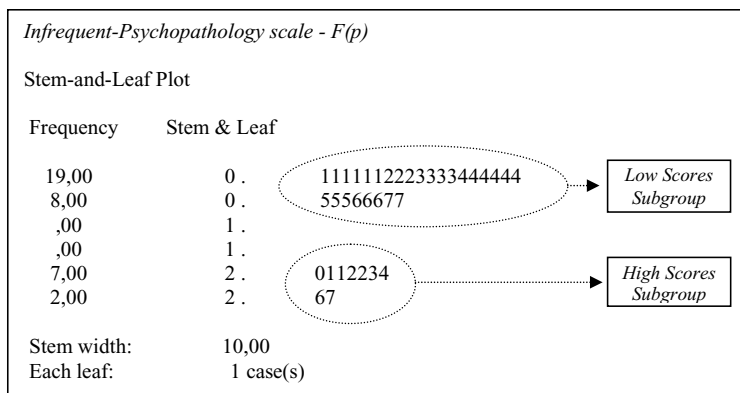 Infrequent-Psychopathology scale - F(p)
Stem-and-Leaf Plot
Frequency Stem & Leaf
19,00 0 . 1111112223333444444
8,00 0 . 55566677
,00 1 .
,00 1 .
7,00 2 . 0112234
2,00 2 . 67
Low Scores
Subgroup
High Scores
Subgroup
Stem width: 10,00
Each leaf: 1 case(s)